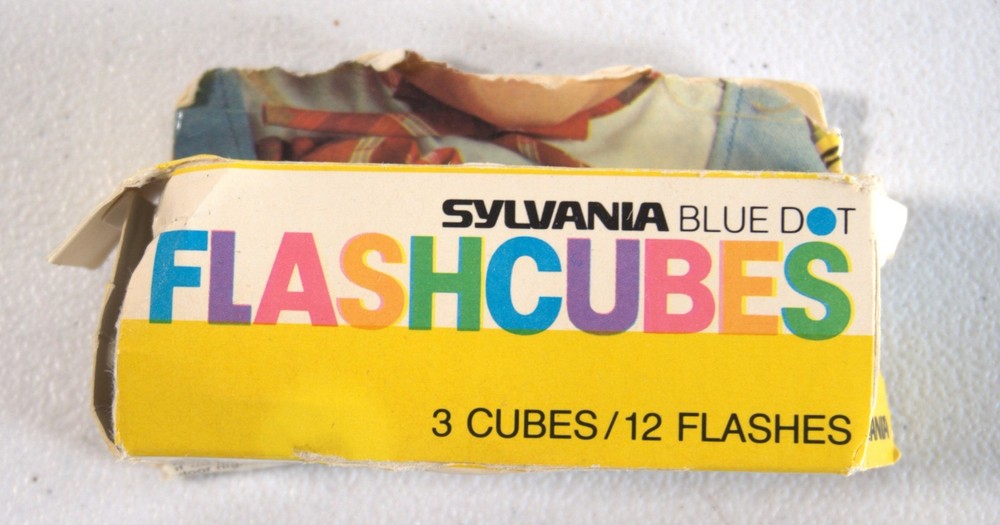 SYLVANIA BLUE DOT
FLASHCUBES
3 CUBES/12 FLASHES